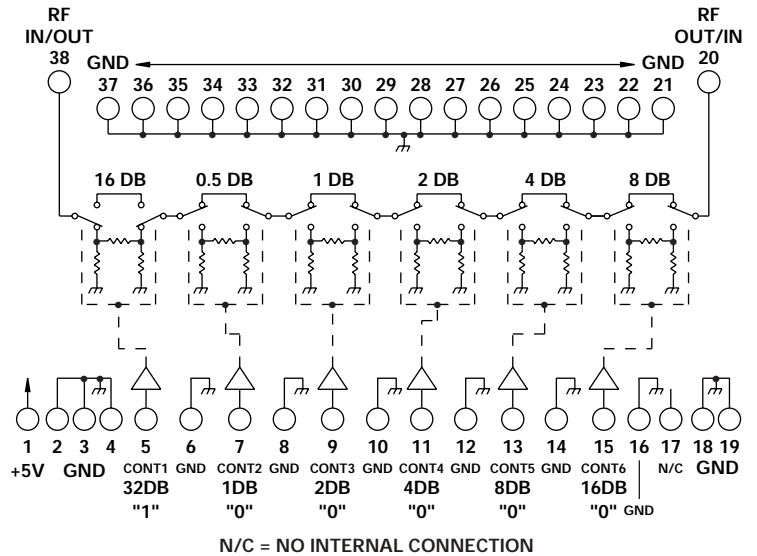 RF
IN/OUT
38
RF
OUT/IN
20
GND GND
37 36 35 34 33 32 31 30 29 28 27 26 25 24 23 22 21
16 DB 0.5 DB 1 DB 2 DB 4 DB 8 DB
1 2 3 4 5 6 7 8 9 10 11 12 13 14 15 16 17 18 19
+5V GND CONT1 GND CONT2 GND CONT3 GND CONT4 GND CONT5 GND CONT6 N/C GND
32DB 1DB 2DB 4DB 8DB 16DB
"1" "0" "0" "0" "0" "0" GND
N/C = NO INTERNAL CONNECTION